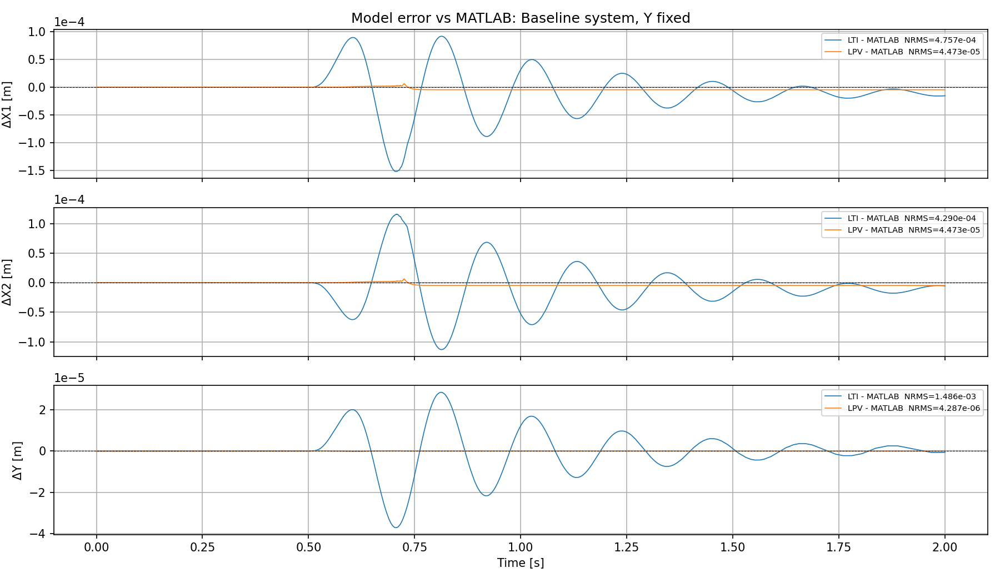 Model error vs MATLAB: Baseline system, Y fixed
1e−4
1.0
0.5
0.0
−0.5
−1.0
−1.5
ΔX1 [m]
LTI - MATLAB  NRMS=4.757e-04
LPV - MATLAB  NRMS=4.473e-05
1e−4
1.0
0.5
0.0
−0.5
−1.0
ΔX2 [m]
LTI - MATLAB  NRMS=4.290e-04
LPV - MATLAB  NRMS=4.473e-05
1e−5
2
0
−2
−4
ΔY [m]
LTI - MATLAB  NRMS=1.486e-03
LPV - MATLAB  NRMS=4.287e-06
0.00 0.25 0.50 0.75 1.00 1.25 1.50 1.75 2.00
Time [s]